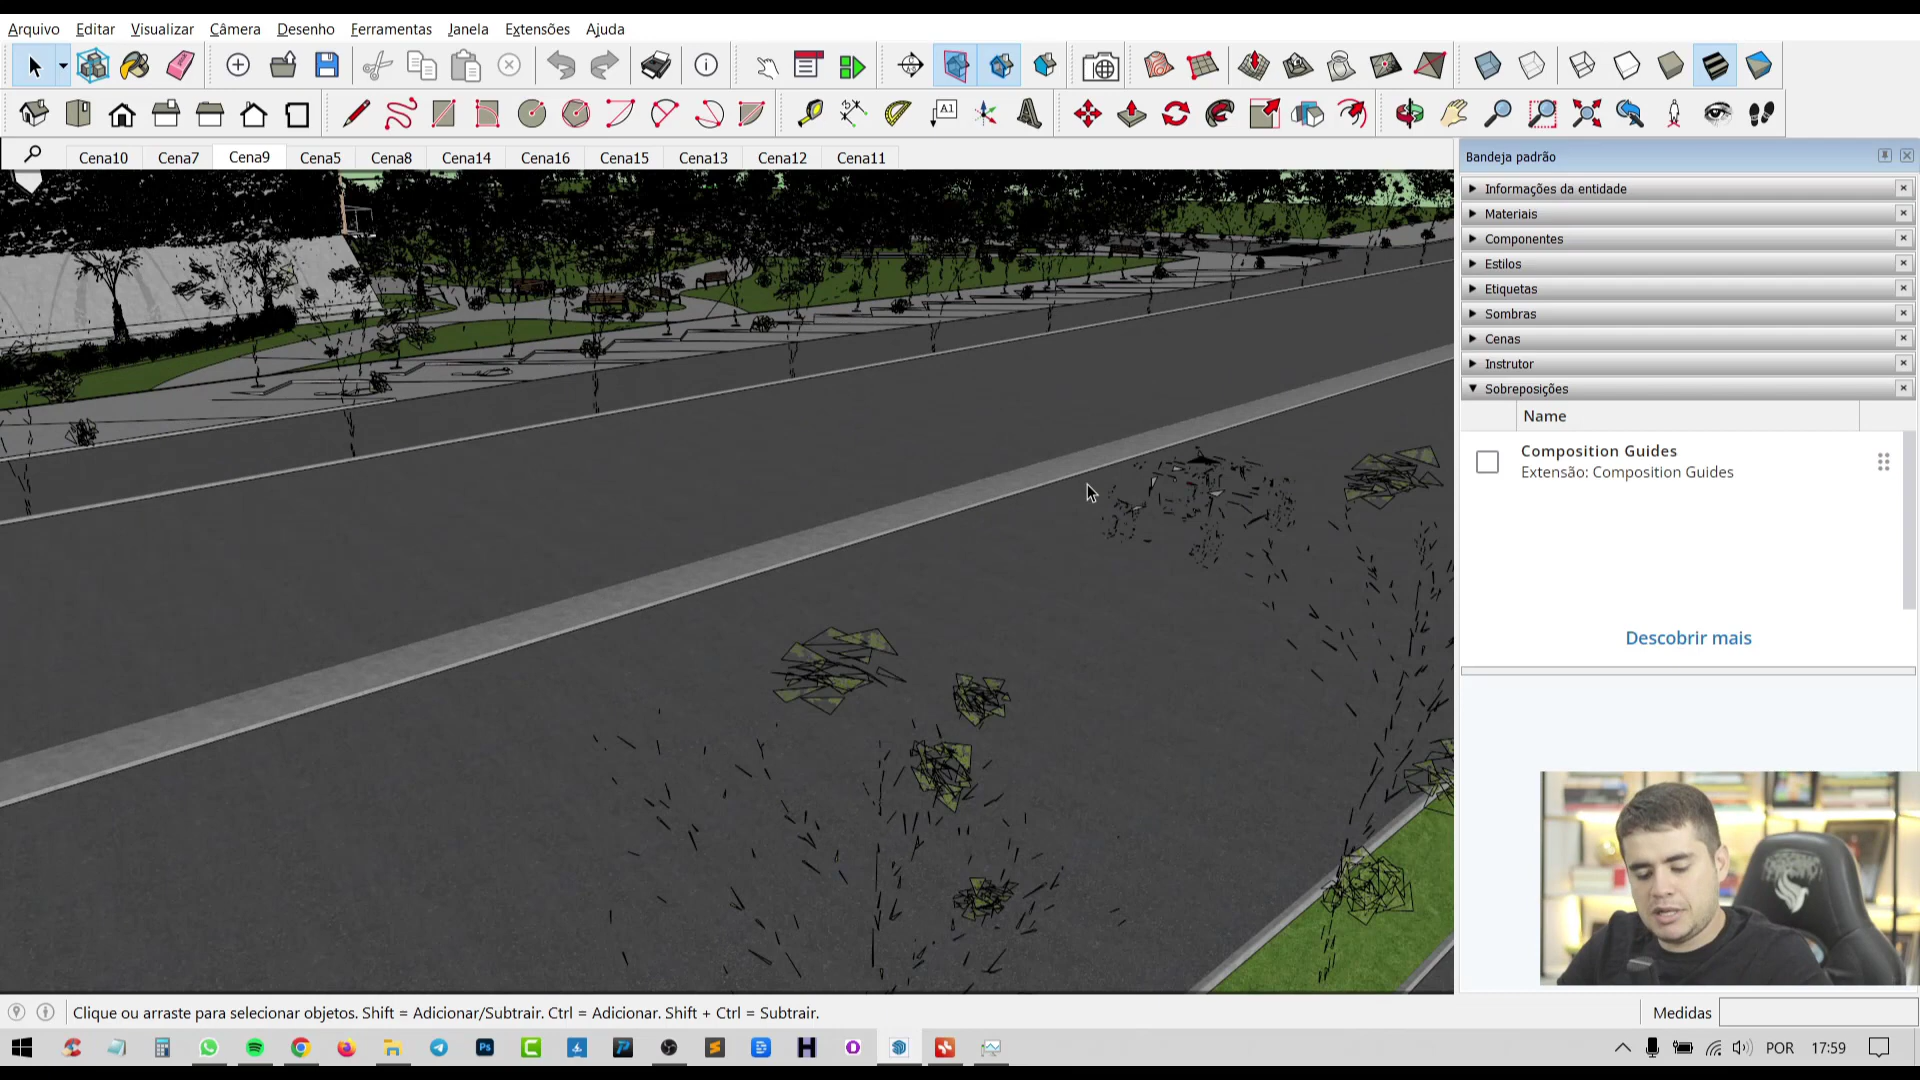 Arquivo Editar Visualizar Câmera Desenho Ferramentas Janela Extensões Ajuda
A1
Cena10 Cena7 Cena9 Cena5 Cena8 Cena14 Cena16 Cena15 Cena13 Cena12 Cena11
Bandeja padrão
Informações da entidade
Materiais
Componentes
Estilos
Etiquetas
Sombras
Cenas
Instrutor
Sobreposições
Name
Composition Guides
Extensão: Composition Guides
Descobrir mais
Clique ou arraste para selecionar objetos. Shift = Adicionar/Subtrair. Ctrl = Adicionar. Shift + Ctrl = Subtrair.
Medidas
Ps
POR 17:59